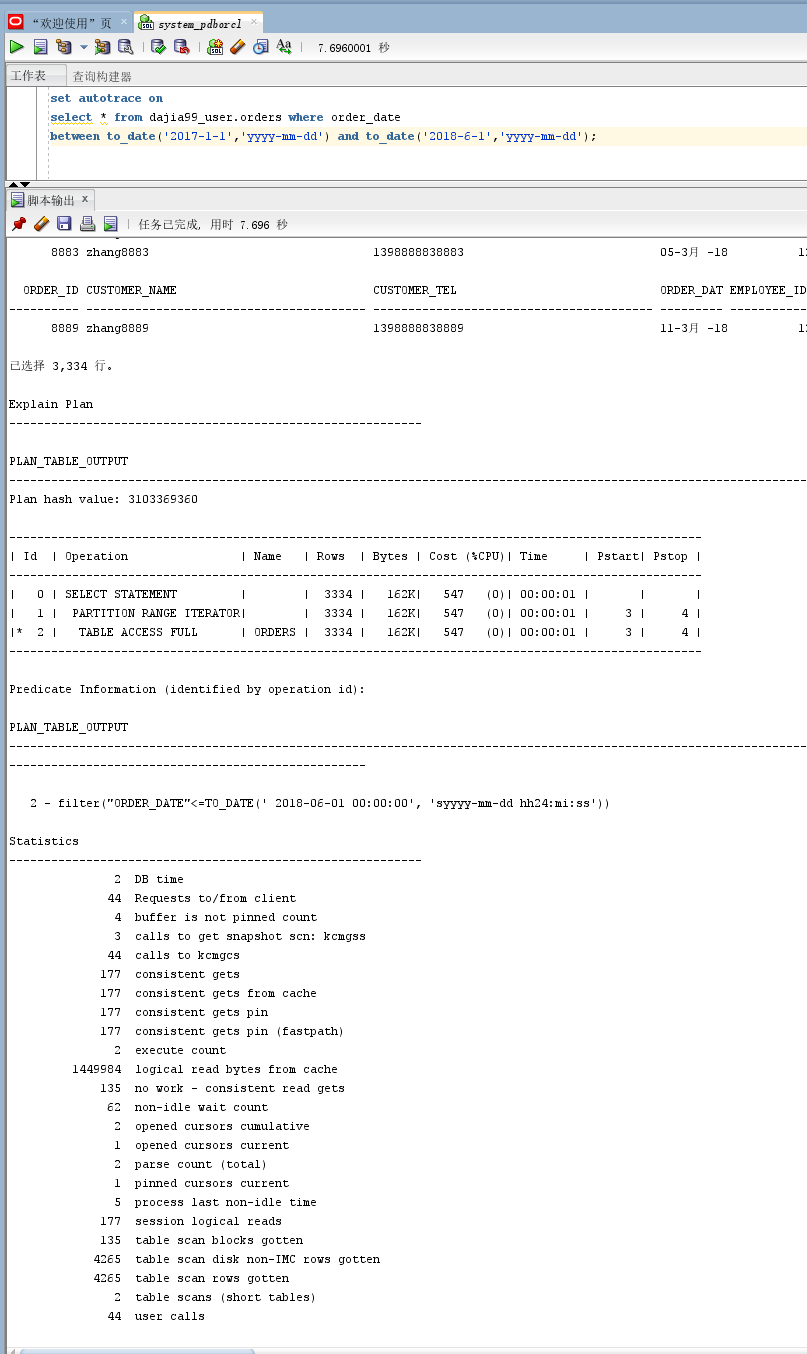 “欢迎使用”页 ×
system_pdborcl ×
7.6960001 秒
工作表 查询构建器
set autotrace on
select * from dajia99_user.orders where order_date
between to_date('2017-1-1','yyyy-mm-dd') and to_date('2018-6-1','yyyy-mm-dd');
脚本输出 x
任务已完成, 用时 7.696 秒
8883 zhang8883 1398888838883 05-3月 -18
ORDER_ID CUSTOMER_NAME CUSTOMER_TEL ORDER_DAT EMPLOYEE_ID
---------- ---------------------------------------- ---------------------------------------- --------- -----------
8889 zhang8889 1398888838889 11-3月 -18
已选择 3,334 行。
Explain Plan
-----------------------------------------------------------
PLAN_TABLE_OUTPUT
------------------------------------------------------------------------------------------------------------------
Plan hash value: 3103369360
---------------------------------------------------------------------------------------------------
| Id | Operation | Name | Rows | Bytes | Cost (%CPU)| Time | Pstart| Pstop |
---------------------------------------------------------------------------------------------------
| 0 | SELECT STATEMENT | | 3334 | 162K| 547 (0)| 00:00:01 | | |
| 1 | PARTITION RANGE ITERATOR| | 3334 | 162K| 547 (0)| 00:00:01 | 3 | 4 |
|* 2 | TABLE ACCESS FULL | ORDERS | 3334 | 162K| 547 (0)| 00:00:01 | 3 | 4 |
---------------------------------------------------------------------------------------------------
Predicate Information (identified by operation id):
PLAN_TABLE_OUTPUT
------------------------------------------------------------------------------------------------------------------
---------------------------------------------------
2 - filter("ORDER_DATE"<=TO_DATE(' 2018-06-01 00:00:00', 'syyyy-mm-dd hh24:mi:ss'))
Statistics
-----------------------------------------------------------
2 DB time
44 Requests to/from client
4 buffer is not pinned count
3 calls to get snapshot scn: kcmgss
44 calls to kcmgcs
177 consistent gets
177 consistent gets from cache
177 consistent gets pin
177 consistent gets pin (fastpath)
2 execute count
1449984 logical read bytes from cache
135 no work - consistent read gets
62 non-idle wait count
2 opened cursors cumulative
1 opened cursors current
2 parse count (total)
1 pinned cursors current
5 process last non-idle time
177 session logical reads
135 table scan blocks gotten
4265 table scan disk non-IMC rows gotten
4265 table scan rows gotten
2 table scans (short tables)
44 user calls